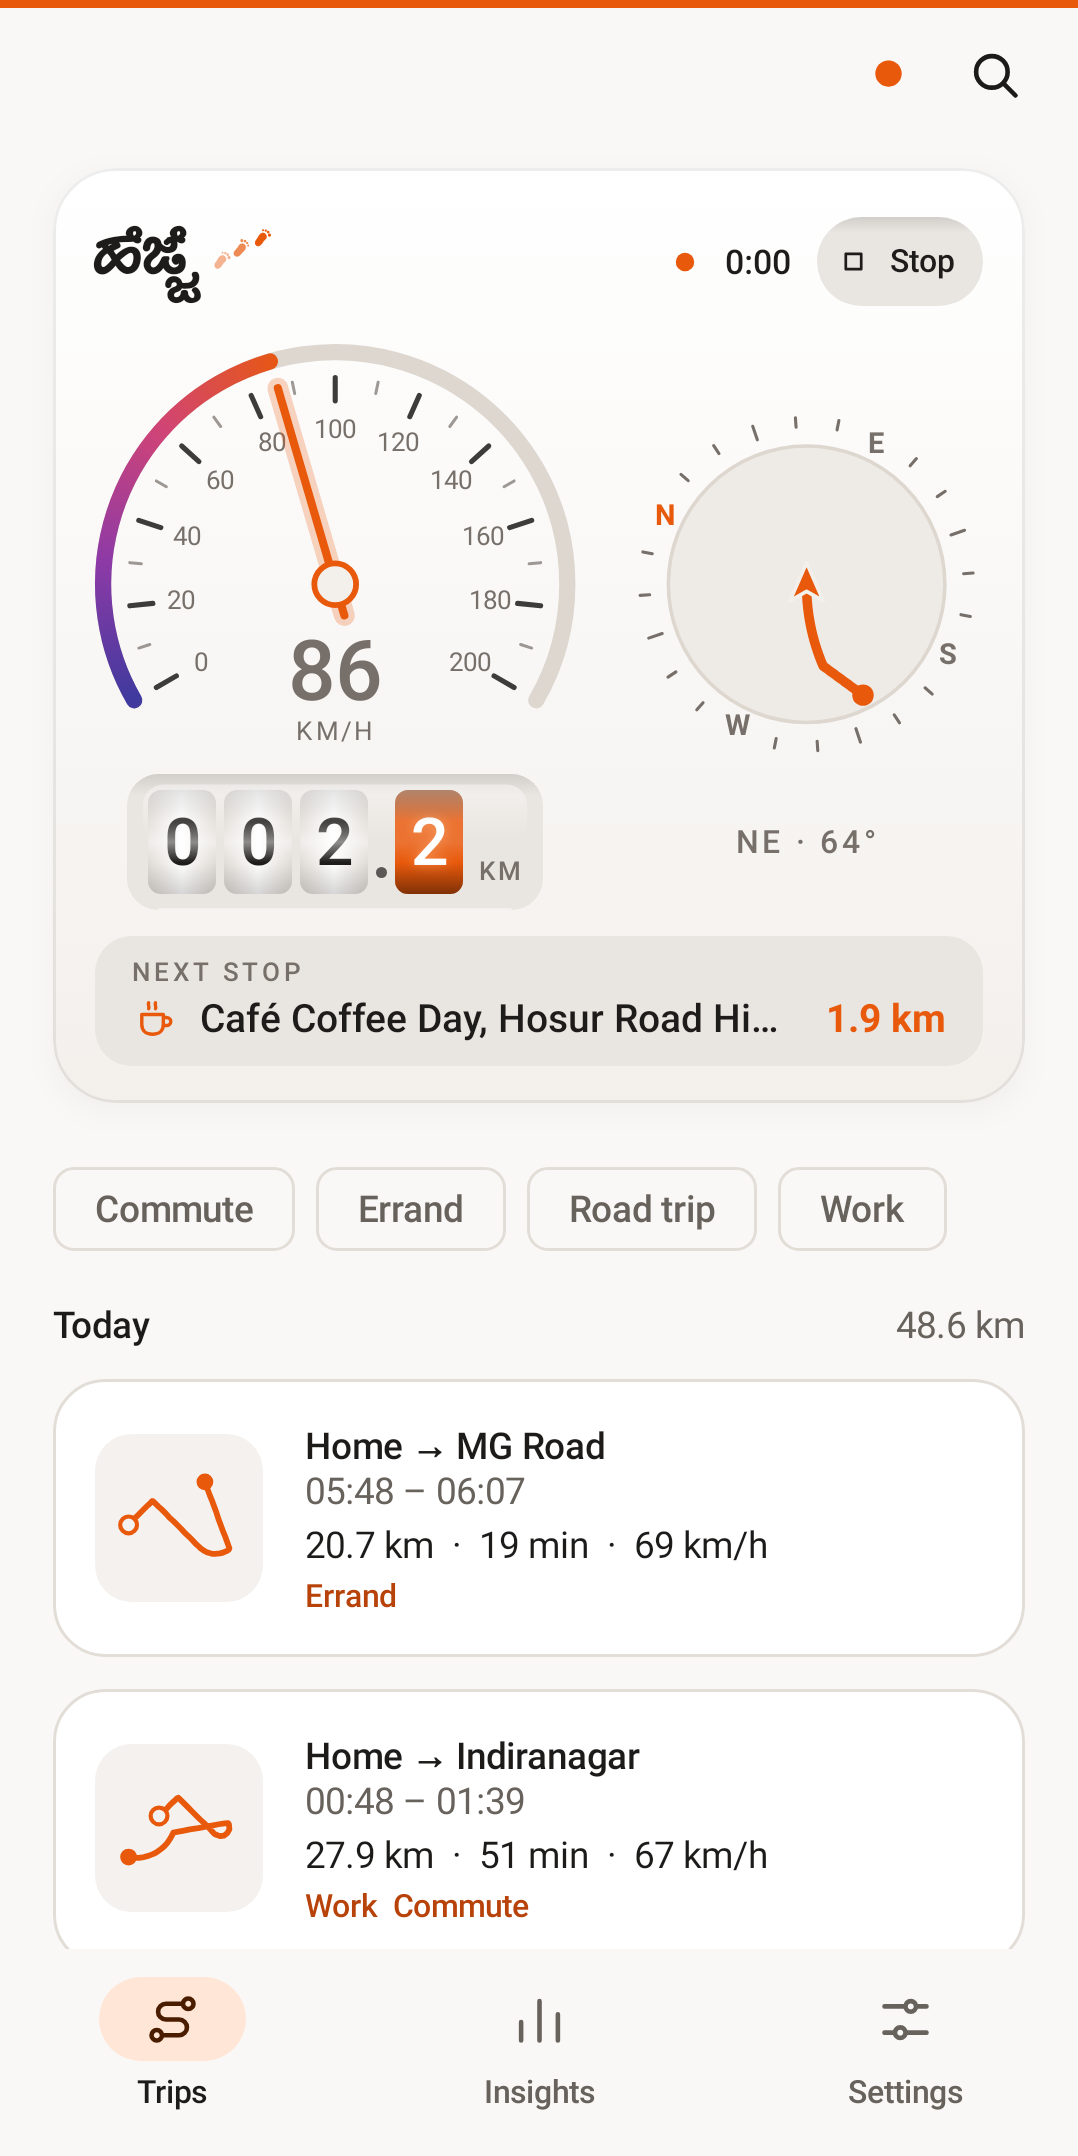 ಹೆಜ್ಜೆ
0:00
Stop
0
20
40
60
80
100
120
140
160
180
200
86
KM/H
N
E
S
W
002.2 KM
NE · 64°
NEXT STOP
Café Coffee Day, Hosur Road Hi... 1.9 km
Commute
Errand
Road trip
Work
Today
48.6 km
Home → MG Road
05:48 – 06:07
20.7 km · 19 min · 69 km/h
Errand
Home → Indiranagar
00:48 – 01:39
27.9 km · 51 min · 67 km/h
Work Commute
Trips
Insights
Settings